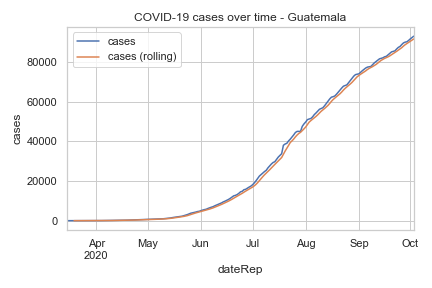 COVID-19 cases over time - Guatemala
cases
cases (rolling)
80000
60000
40000
20000
0
cases
Apr May Jun Jul Aug Sep Oct
2020
dateRep